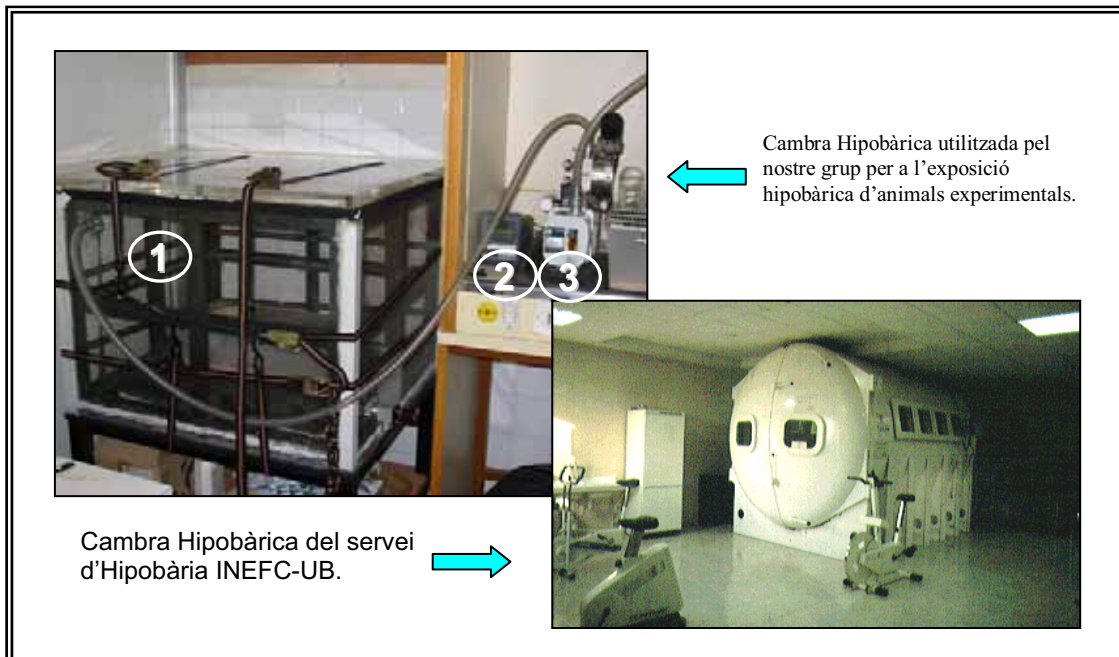 Cambra Hipobàrica utilitzada pel
nostre grup per a l'exposició
hipobàrica d'animals experimentals.
1
2
3
Cambra Hipobàrica del servei
d'Hipobària INEFC-UB.